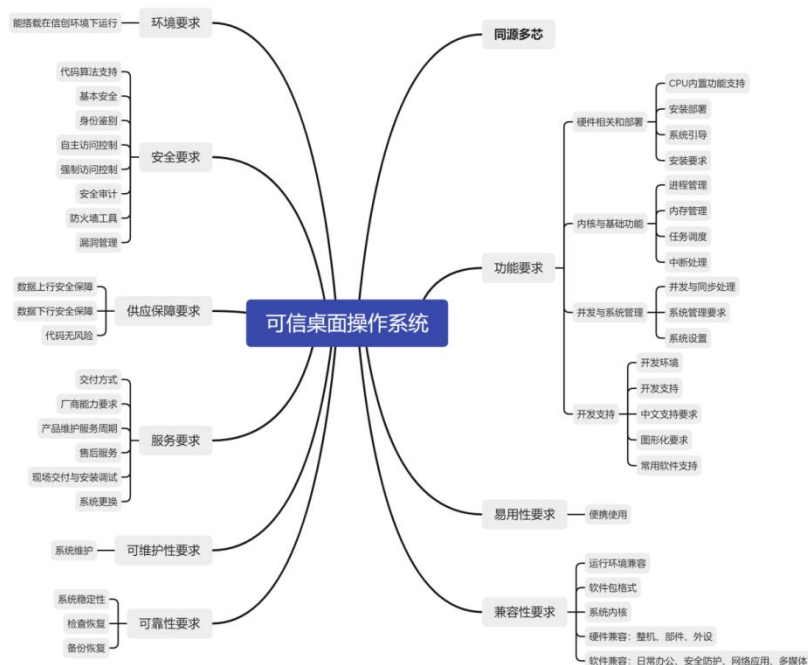 可信桌面操作系统
同源多芯
功能要求
硬件相关和部署
CPU内置功能支持
安装部署
系统引导
安装要求
内核与基础功能
进程管理
内存管理
任务调度
中断处理
并发与系统管理
并发与同步处理
系统管理要求
系统设置
开发支持
开发环境
开发支持
中文支持要求
图形化要求
常用软件支持
易用性要求
便携使用
兼容性要求
运行环境兼容
软件包格式
系统内核
硬件兼容：整机、部件、外设
软件兼容：日常办公、安全防护、网络应用、多媒体
环境要求
能搭载在信创环境下运行
安全要求
代码算法支持
基本安全
身份鉴别
自主访问控制
强制访问控制
安全审计
防火墙工具
漏洞管理
供应保障要求
数据上行安全保障
数据下行安全保障
代码无风险
服务要求
交付方式
厂商能力要求
产品维护服务周期
售后服务
现场交付与安装调试
系统更换
可维护性要求
系统维护
可靠性要求
系统稳定性
检查恢复
备份恢复